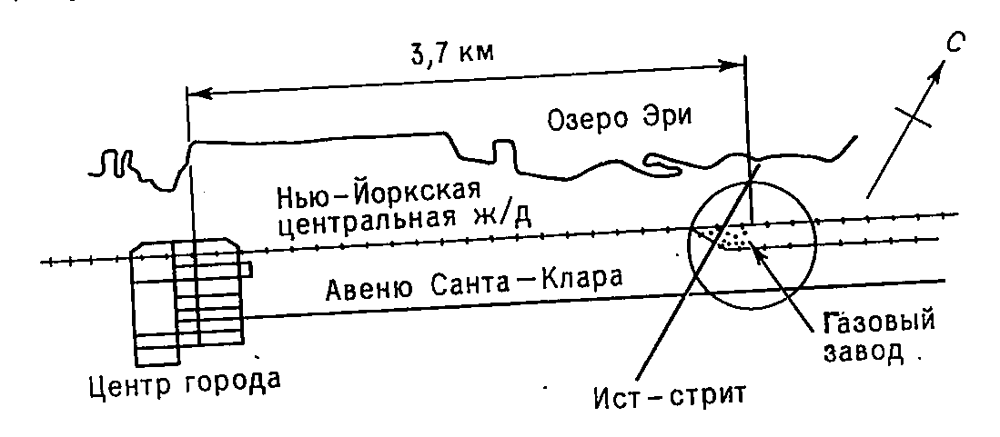 3,7 км
С
Озеро Эри
Нью-Йоркская
центральная ж/д
Авеню Санта-Клара
Газовый
завод
Центр города
Ист-стрит